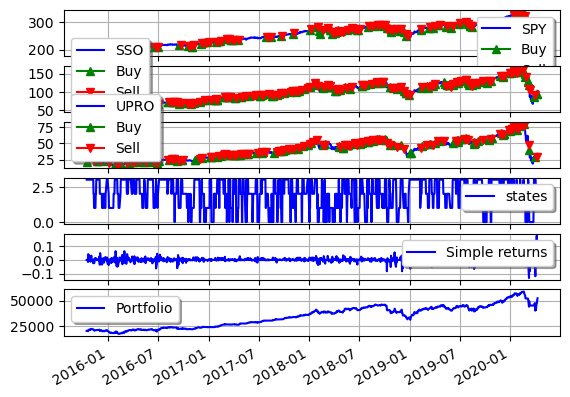 300
200
SPY
Buy
Sell
SSO
Buy
Sell
150
100
50
UPRO
Buy
Sell
75
50
25
2.5
0.0
states
0.1
0.0
−0.1
Simple returns
50000
25000
Portfolio
2016-01
2016-07
2017-01
2017-07
2018-01
2018-07
2019-01
2019-07
2020-01